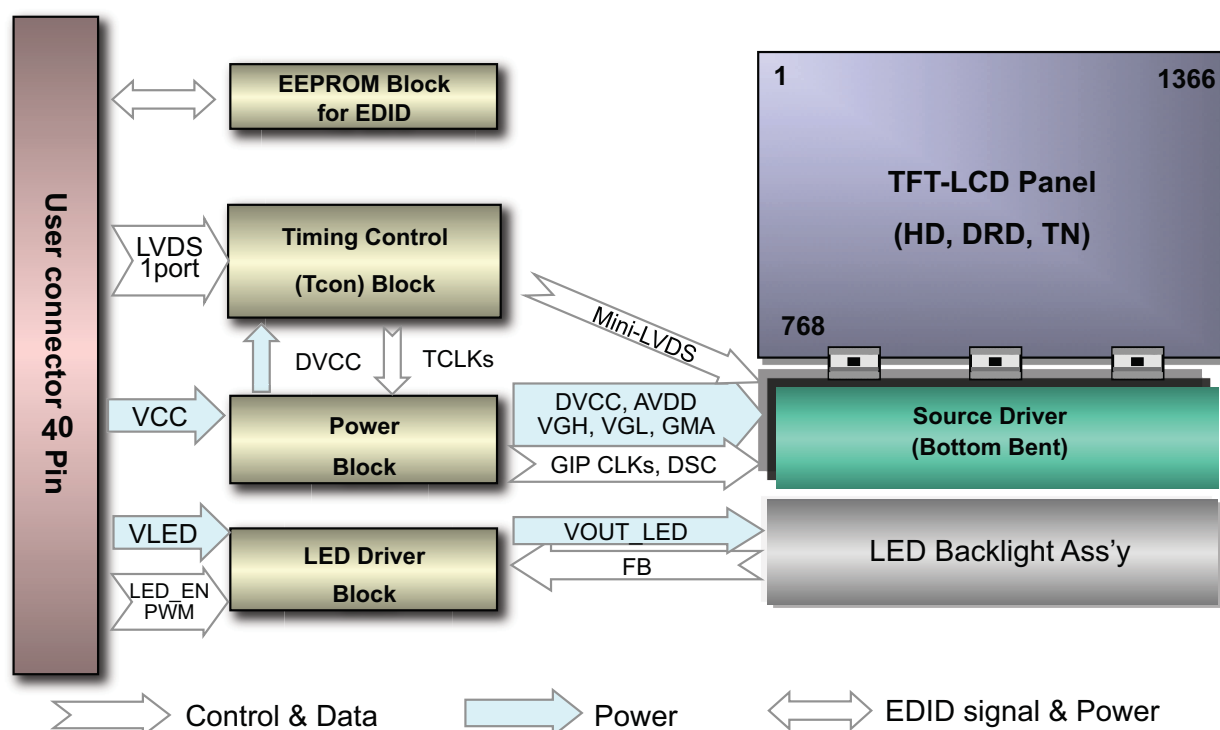 User connector 40 Pin
EEPROM Block
for EDID
LVDS
1port
Timing Control
(Tcon) Block
DVCC
TCLKs
Mini-LVDS
1
1366
TFT-LCD Panel
(HD, DRD, TN)
768
VCC
Power
Block
DVCC, AVDD
VGH, VGL, GMA
GIP CLKs, DSC
Source Driver
(Bottom Bent)
VLED
LED_EN
PWM
LED Driver
Block
VOUT_LED
FB
LED Backlight Ass’y
Control & Data
Power
EDID signal & Power